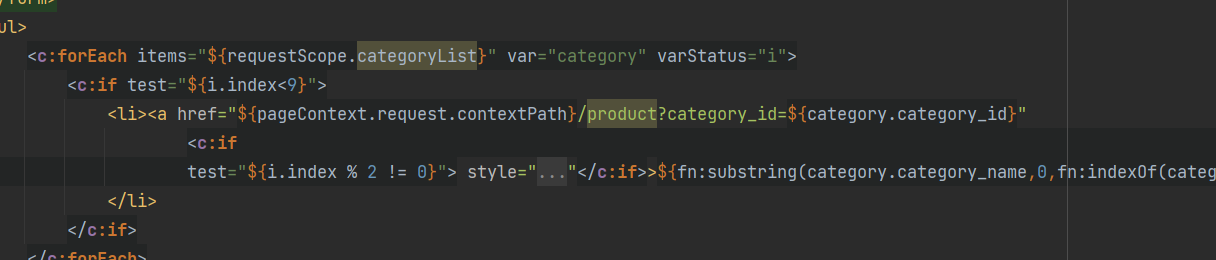 /form>
ul>
<c:forEach items="${requestScope.categoryList}" var="category" varStatus="i">
<c:if test="${i.index<9}">
<li><a href="${pageContext.request.contextPath}/product?category_id=${category.category_id}"
<c:if
test="${i.index % 2 != 0}"> style="..."</c:if>>${fn:substring(category.category_name,0,fn:indexOf(categ
</li>
</c:if>
</c:forEach>